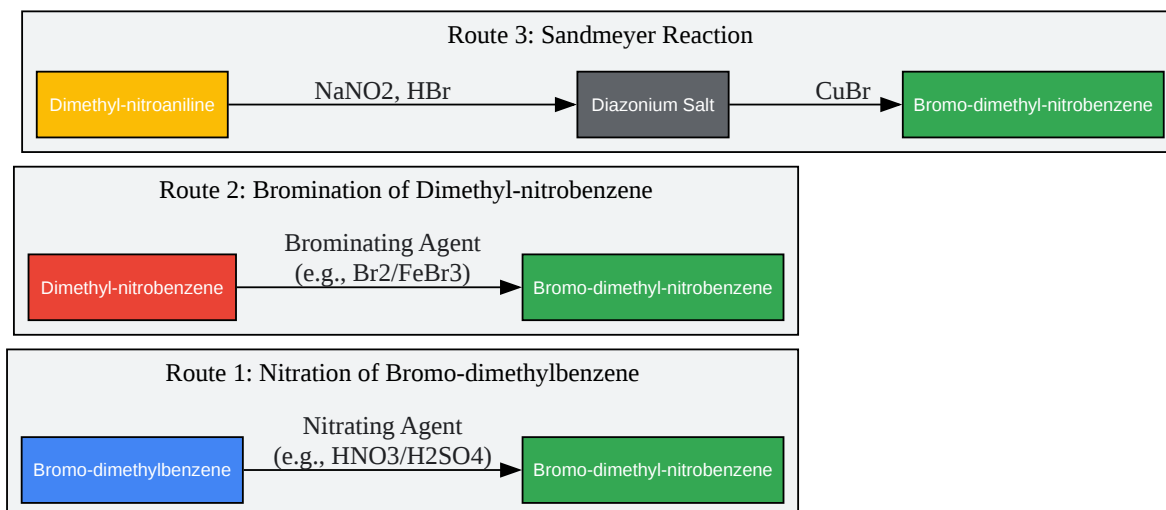 Route 3: Sandmeyer Reaction
Dimethyl-nitroaniline
NaNO2, HBr
Diazonium Salt
CuBr
Bromo-dimethyl-nitrobenzene
Route 2: Bromination of Dimethyl-nitrobenzene
Dimethyl-nitrobenzene
Brominating Agent
(e.g., Br2/FeBr3)
Bromo-dimethyl-nitrobenzene
Route 1: Nitration of Bromo-dimethylbenzene
Bromo-dimethylbenzene
Nitrating Agent
(e.g., HNO3/H2SO4)
Bromo-dimethyl-nitrobenzene